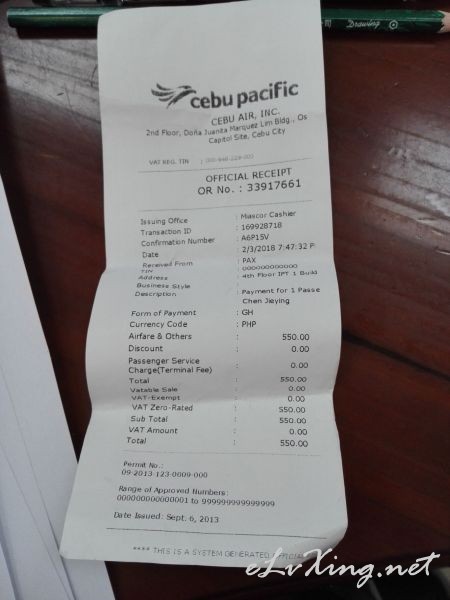 Drawing
cebu pacific
CEBU AIR, INC.
2nd Floor, Doña Juanita Marquez Lim Bldg., Os
Capitol Site, Cebu City
VAT REG. TIN :
OFFICIAL RECEIPT
OR No. : 33917661
Issuing Office : Miascor Cashier
Transaction ID : 169928718
Confirmation Number : A6P15V
Date : 2/3/2018 7:47:32 P
Received From : PAX
TIN : 000000000000
Address : 4th Floor IPT 1 Build
Business Style :
Description : Payment for 1 Passe
Chen Jieying
Form of Payment : GH
Currency Code : PHP
Airfare & Others : 550.00
Discount : 0.00
Passenger Service
Charge(Terminal Fee) : 0.00
Total : 550.00
Vatable Sale : 0.00
VAT-Exempt : 0.00
VAT Zero-Rated : 550.00
Sub Total : 550.00
VAT Amount : 0.00
Total : 550.00
Permit No.:
09-2013-123-0009-000
Range of Approved Numbers:
000000000000001 to 999999999999999
Date Issued: Sept. 6, 2013
**** THIS IS A SYSTEM GENERATED OFFICIAL
eLvXing.net